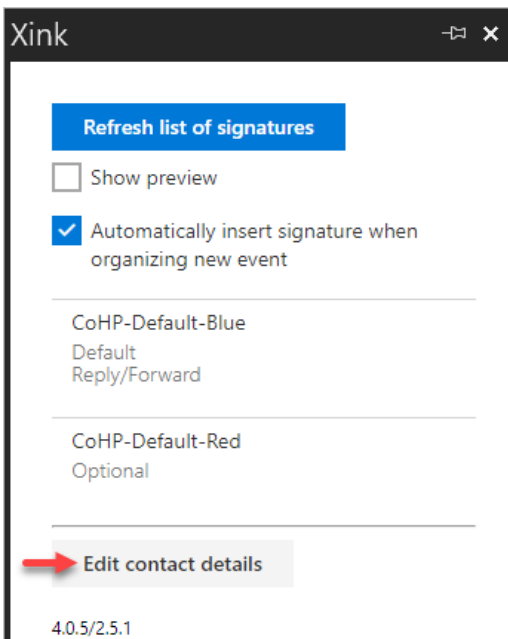 Xink
Refresh list of signatures
Show preview
Automatically insert signature when
organizing new event
CoHP-Default-Blue
Default
Reply/Forward
CoHP-Default-Red
Optional
Edit contact details
4.0.5/2.5.1